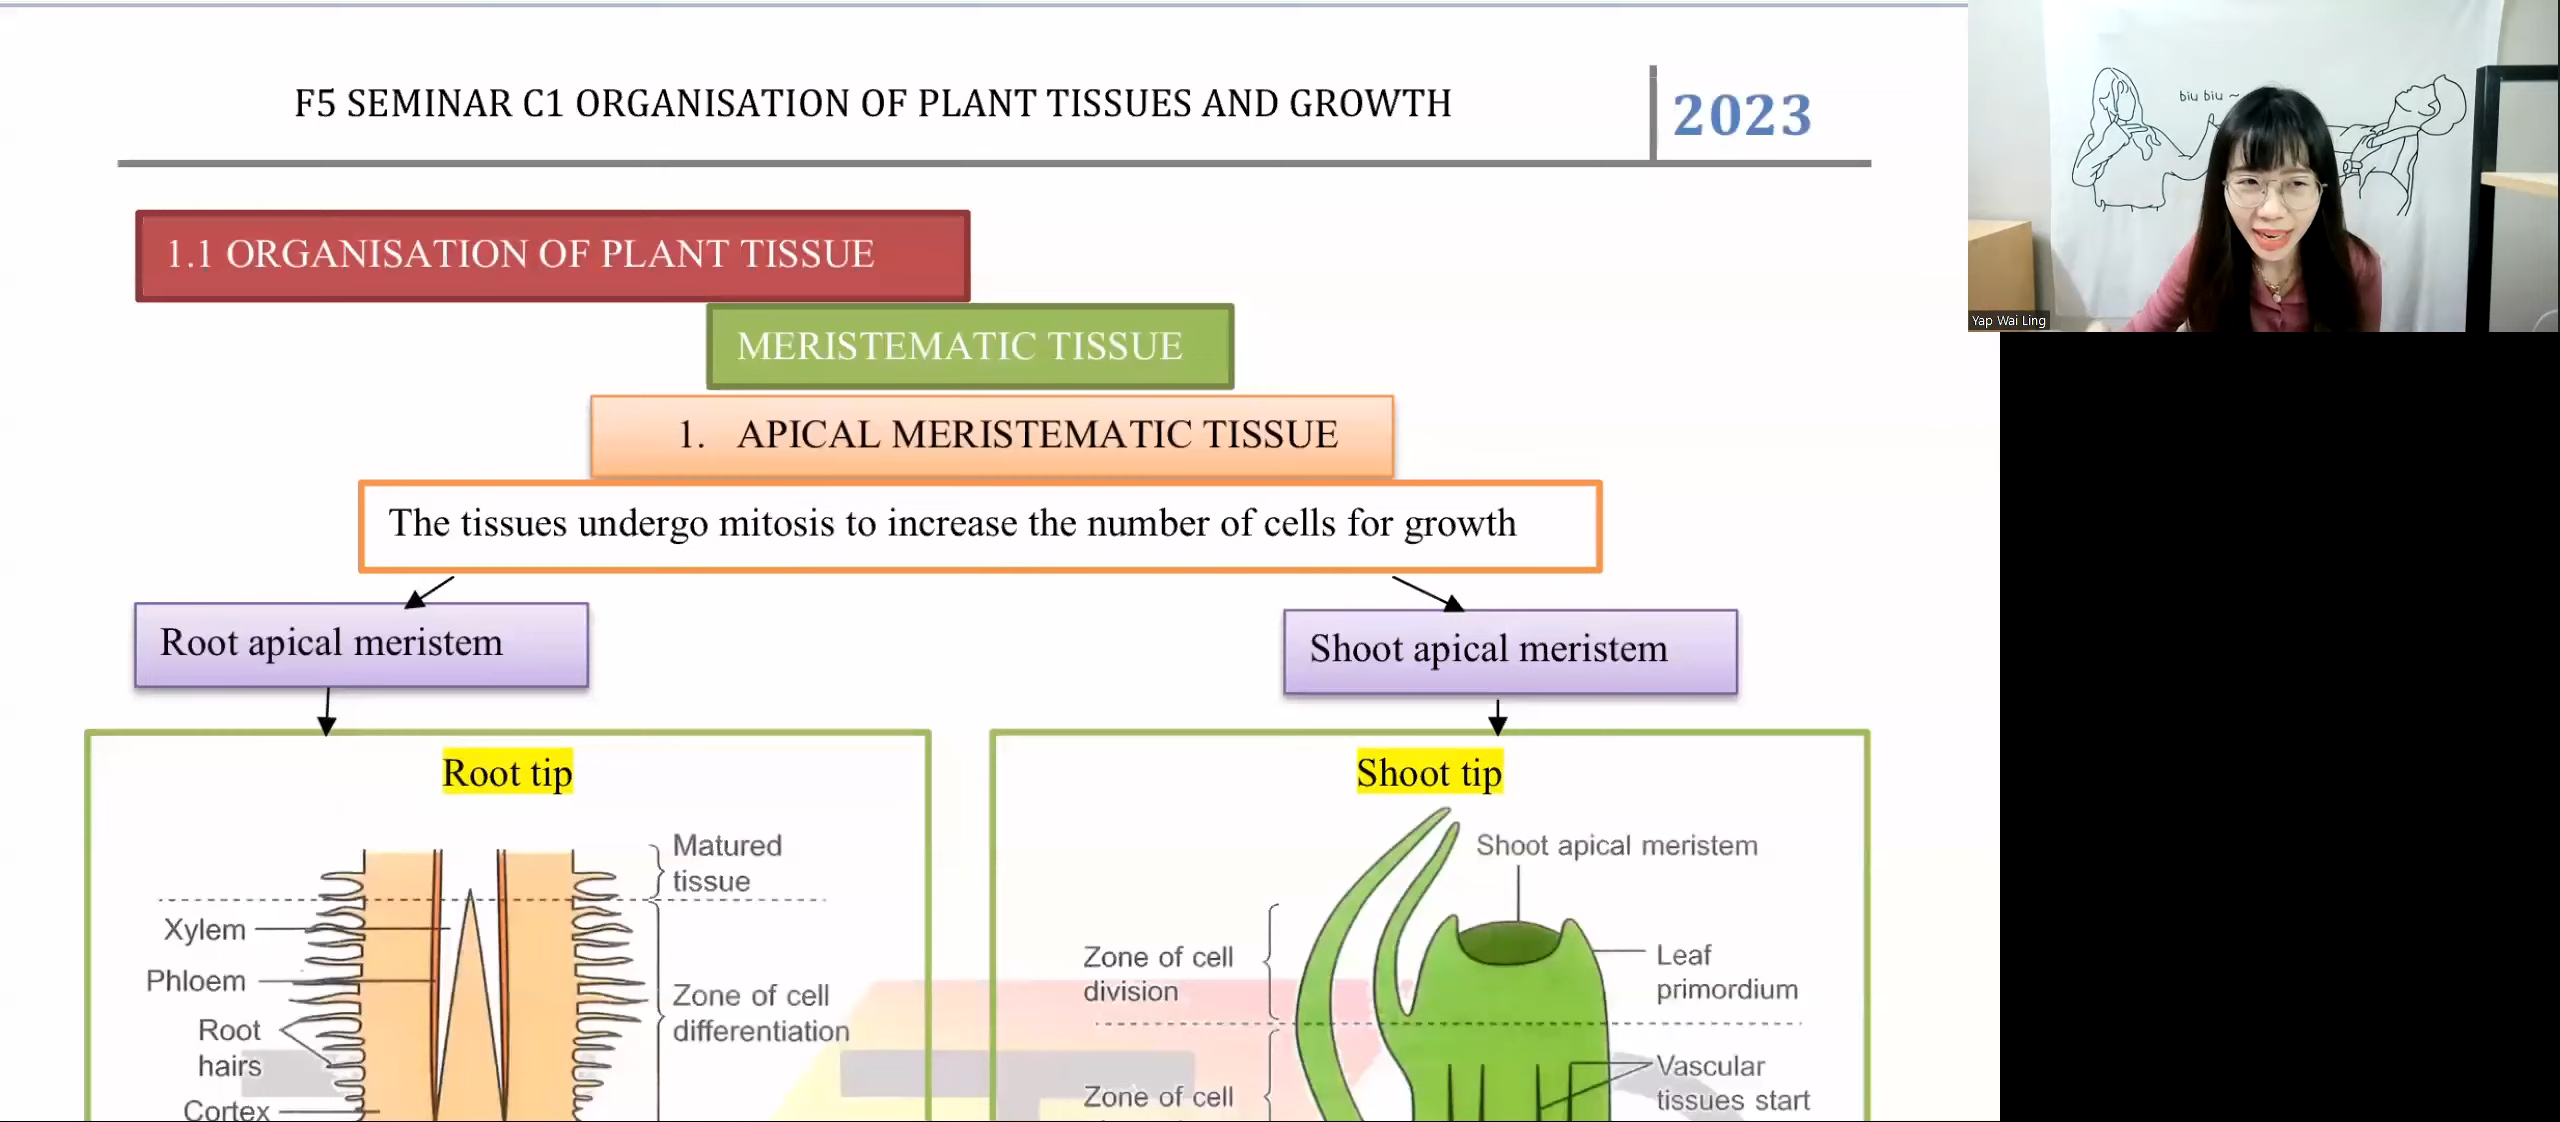 F5 SEMINAR C1 ORGANISATION OF PLANT TISSUES AND GROWTH
2023
biu biu ~
Yap Wai Ling
1.1 ORGANISATION OF PLANT TISSUE
MERISTEMATIC TISSUE
1. APICAL MERISTEMATIC TISSUE
The tissues undergo mitosis to increase the number of cells for growth
Root apical meristem
Shoot apical meristem
Root tip
Matured
tissue
Xylem
Phloem
Zone of cell
differentiation
Root
hairs
Cortex
Shoot tip
Shoot apical meristem
Zone of cell
division
Leaf
primordium
Vascular
tissues start
Zone of cell